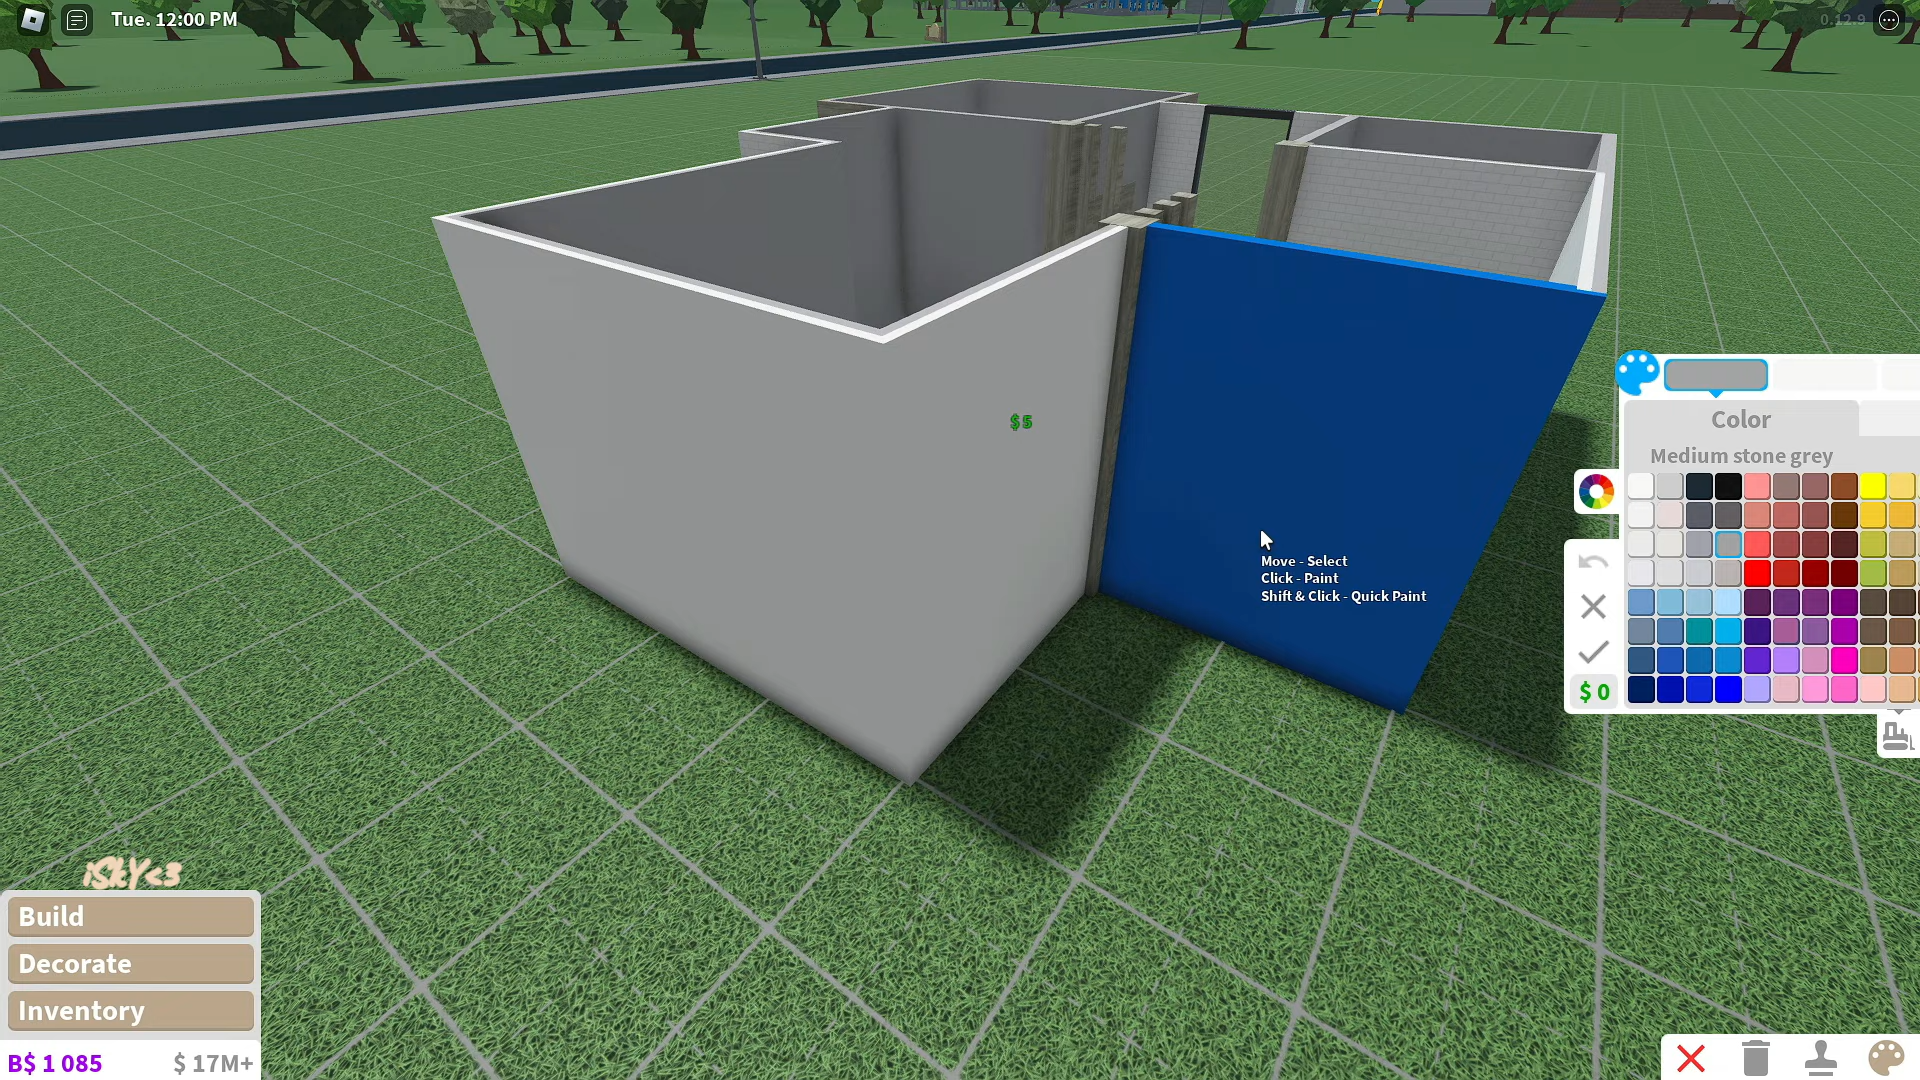 Tue. 12:00 PM
0.12.9
$ 5
Color
Medium stone grey
Move - Select
Click - Paint
Shift & Click - Quick Paint
$ 0
iSkY<3
Build
Decorate
Inventory
B$ 1 085
$ 17M+